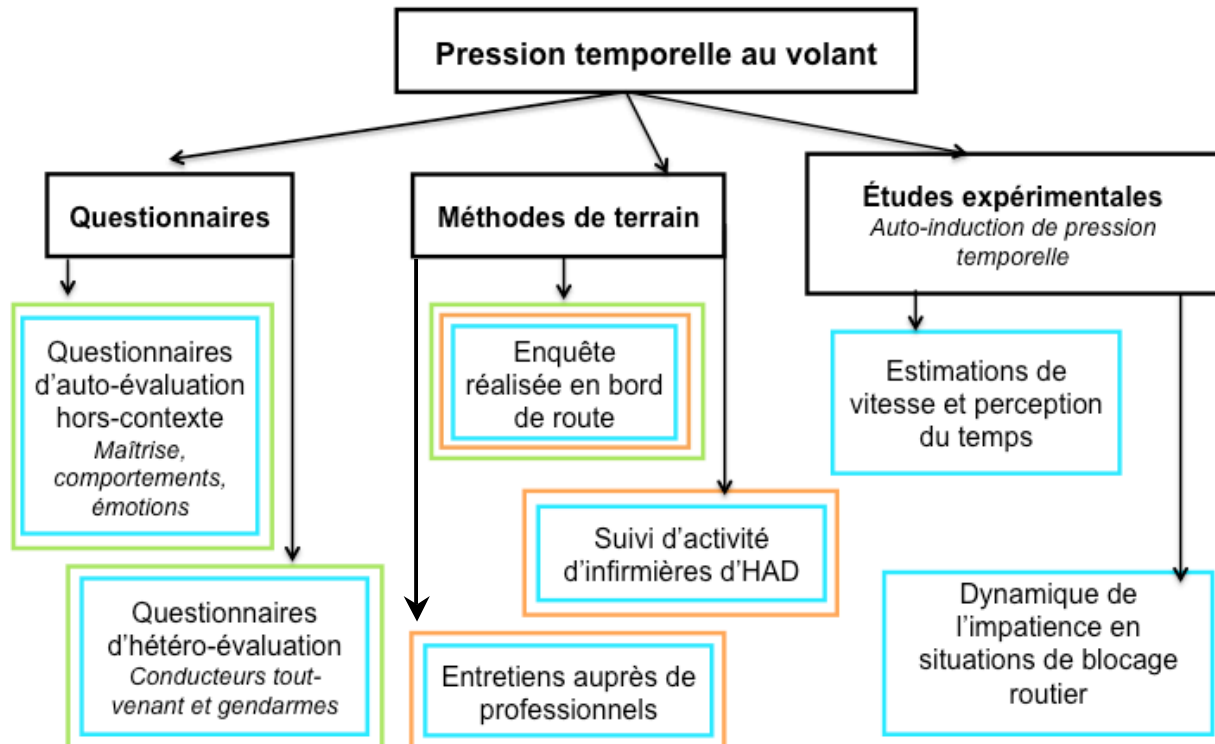 Pression temporelle au volant
Questionnaires
Méthodes de terrain
Études expérimentales
Auto-induction de pression
temporelle
Questionnaires
d'auto-évaluation
hors-contexte
Maîtrise,
comportements,
émotions
Enquête
réalisée en bord
de route
Estimations de
vitesse et perception
du temps
Suivi d'activité
d'infirmières d'HAD
Questionnaires
d'hétéro-évaluation
Conducteurs tout-
venant et gendarmes
Entretiens auprès de
professionnels
Dynamique de
l'impatience en
situations de blocage
routier